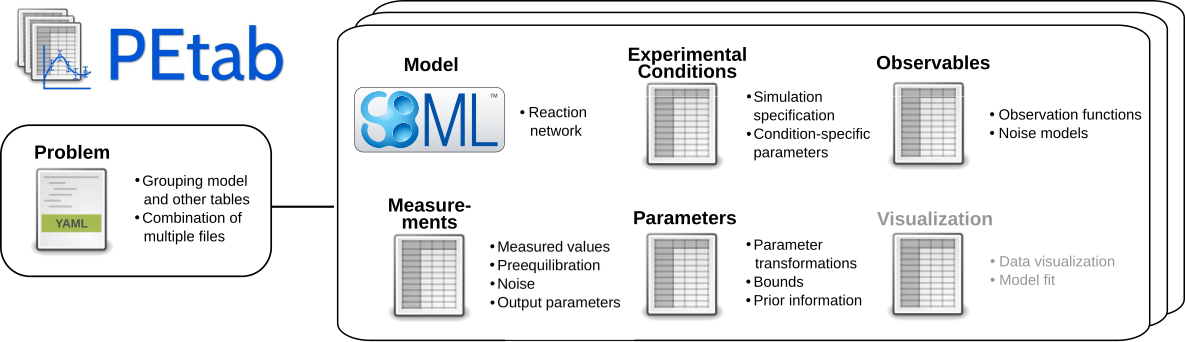 PEtab
Problem
YAML
• Grouping model
and other tables
• Combination of
multiple files
Model
SBML™
• Reaction
network
Experimental
Conditions
• Simulation
specification
• Condition-specific
parameters
Observables
• Observation functions
• Noise models
Measure-
ments
• Measured values
• Preequilibration
• Noise
• Output parameters
Parameters
• Parameter
transformations
• Bounds
• Prior information
Visualization
• Data visualization
• Model fit